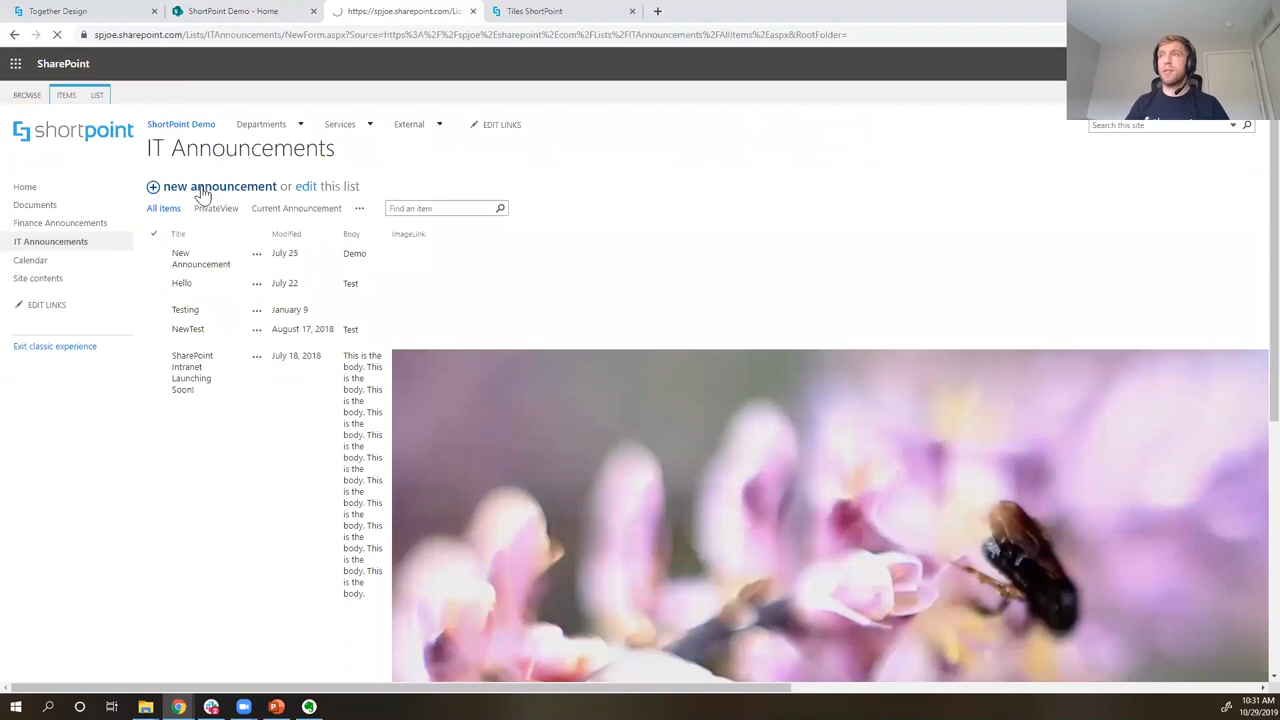 Together Design
ShortPoint Demo - Home
https://spjoe.sharepoint.com/Lis
Tiles ShortPoint
spjoe.sharepoint.com/Lists/ITAnnouncements/NewForm.aspx?Source=https%3A%2F%2Fspjoe%2Esharepoint%2Ecom%2FLists%2FITAnnouncements%2FAllItems%2Easpx&RootFolder=
SharePoint
BROWSE
ITEMS
LIST
shortpoint
ShortPoint Demo
Departments
Services
External
EDIT LINKS
Search this site
IT Announcements
new announcement or edit this list
All items
PrivateView
Current Announcement
Find an item
Home
Documents
Finance Announcements
IT Announcements
Calendar
Site contents
EDIT LINKS
Exit classic experience
Title
Modified
Body
ImageLink
New
Announcement
July 25
Demo
Hello
July 22
Test
Testing
January 9
NewTest
August 17, 2018
Test
SharePoint
Intranet
Launching
Soon!
July 18, 2018
This is the
body. This
is the
body. This
is the
body. This
is the
body. This
is the
body. This
is the
body. This
is the
body. This
is the
body. This
is the
body. This
is the
body. This
is the
body.
10:31 AM
10/29/2019